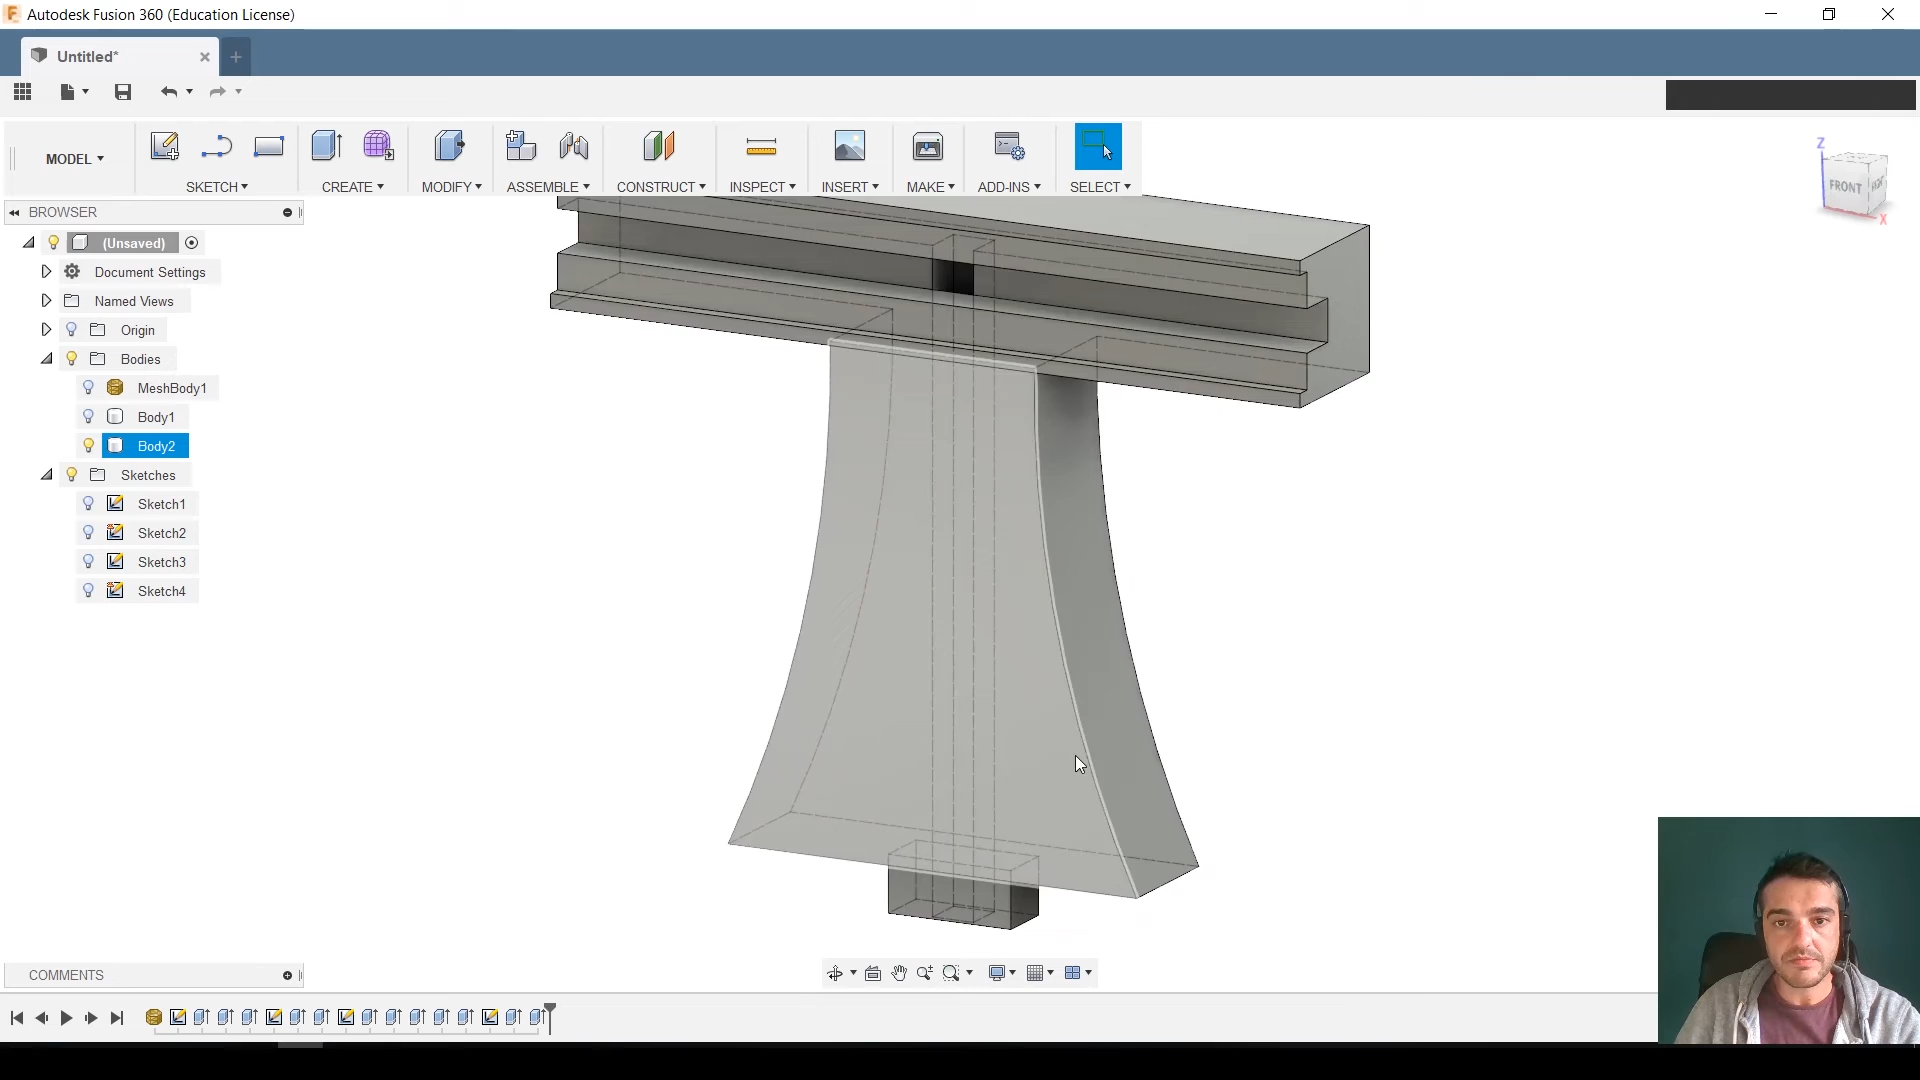 Autodesk Fusion 360 (Education License)
Untitled*
MODEL
SKETCH
CREATE
MODIFY
ASSEMBLE
CONSTRUCT
INSPECT
INSERT
MAKE
ADD-INS
SELECT
Z
FRONT
RIGHT
X
BROWSER
(Unsaved)
Document Settings
Named Views
Origin
Bodies
MeshBody1
Body1
Body2
Sketches
Sketch1
Sketch2
Sketch3
Sketch4
COMMENTS